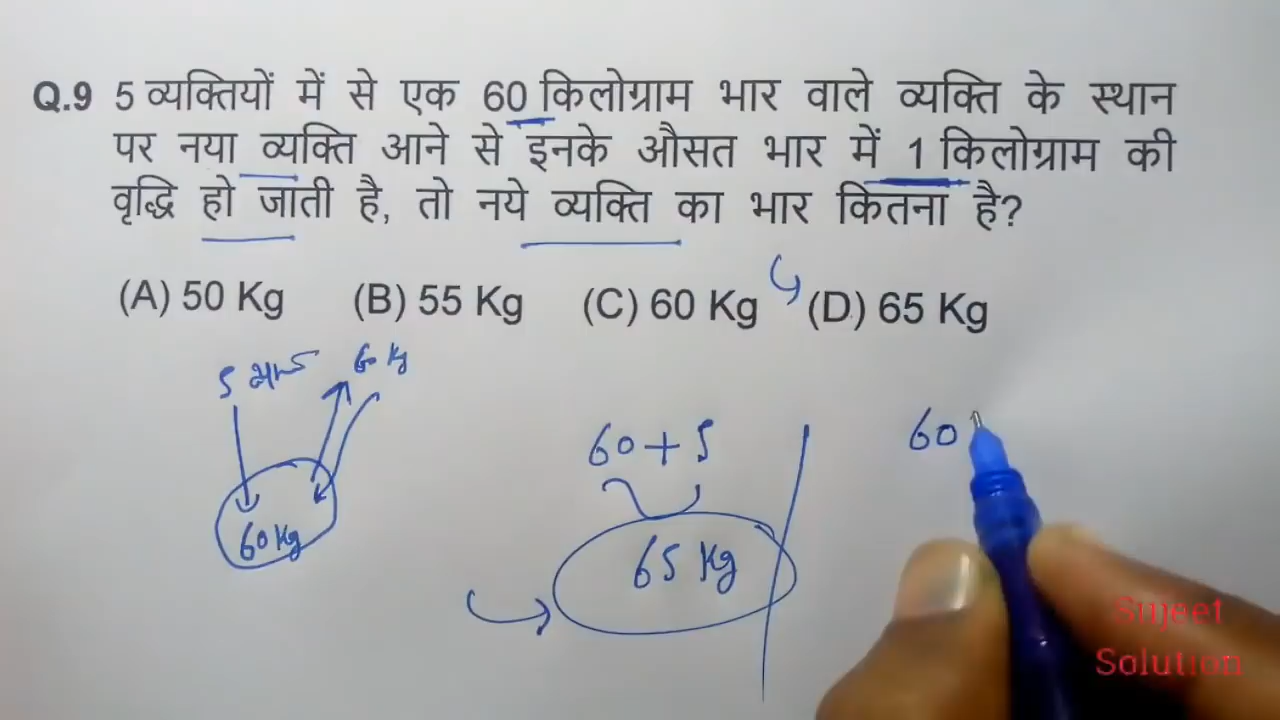 Q.9 5 व्यक्तियों में से एक 60 किलोग्राम भार वाले व्यक्ति के स्थान
पर नया व्यक्ति आने से इनके औसत भार में 1 किलोग्राम की
वृद्धि हो जाती है, तो नये व्यक्ति का भार कितना है?
(A) 50 Kg (B) 55 Kg (C) 60 Kg (D) 65 Kg
5 60 Kg
60 Kg
60 + 5
65 Kg
60
Sujeet
Solution